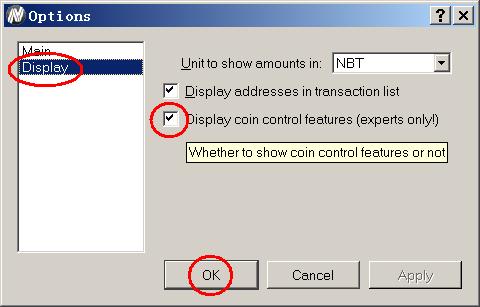 Options
Main
Display
Unit to show amounts in: NBT
Display addresses in transaction list
Display coin control features (experts only!)
Whether to show coin control features or not
OK Cancel Apply